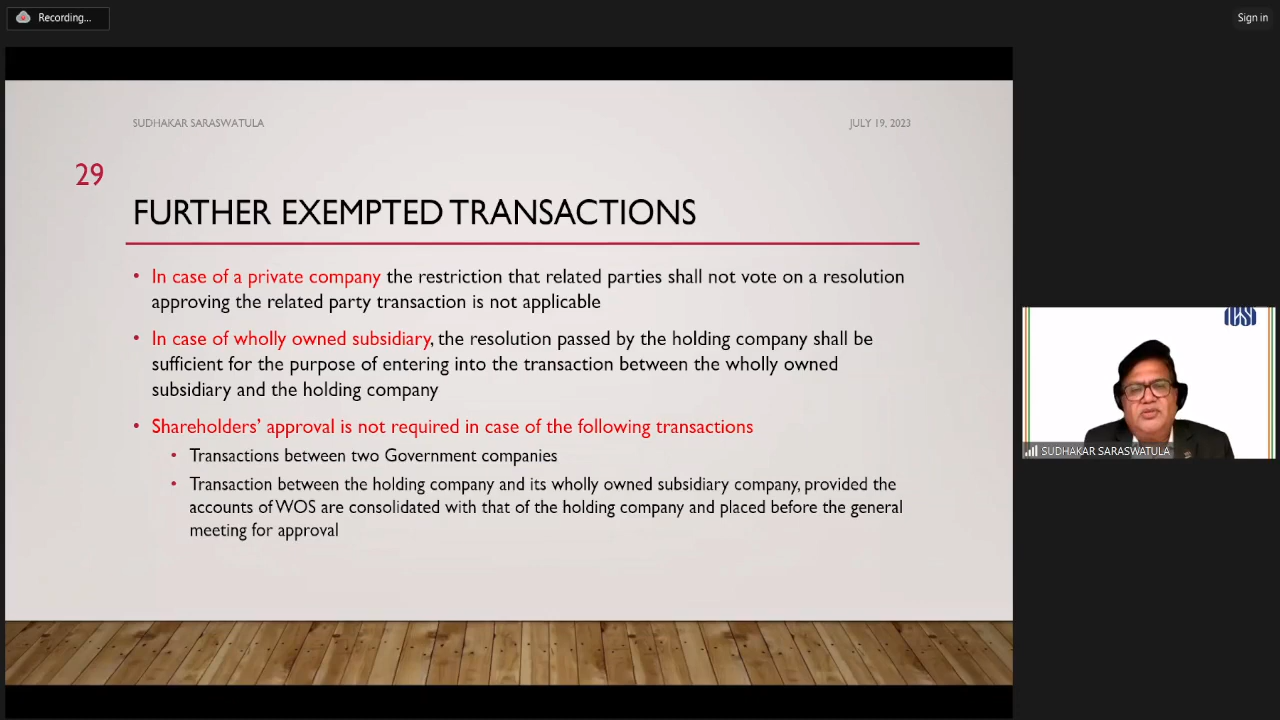 Recording...
Sign in
SUDHAKAR SARASWATULA
JULY 19, 2023
29
FURTHER EXEMPTED TRANSACTIONS
• In case of a private company the restriction that related parties shall not vote on a resolution
approving the related party transaction is not applicable
• In case of wholly owned subsidiary, the resolution passed by the holding company shall be
sufficient for the purpose of entering into the transaction between the wholly owned
subsidiary and the holding company
• Shareholders' approval is not required in case of the following transactions
• Transactions between two Government companies
• Transaction between the holding company and its wholly owned subsidiary company, provided the
accounts of WOS are consolidated with that of the holding company and placed before the general
meeting for approval
ICSI
SUDHAKAR SARASWATULA